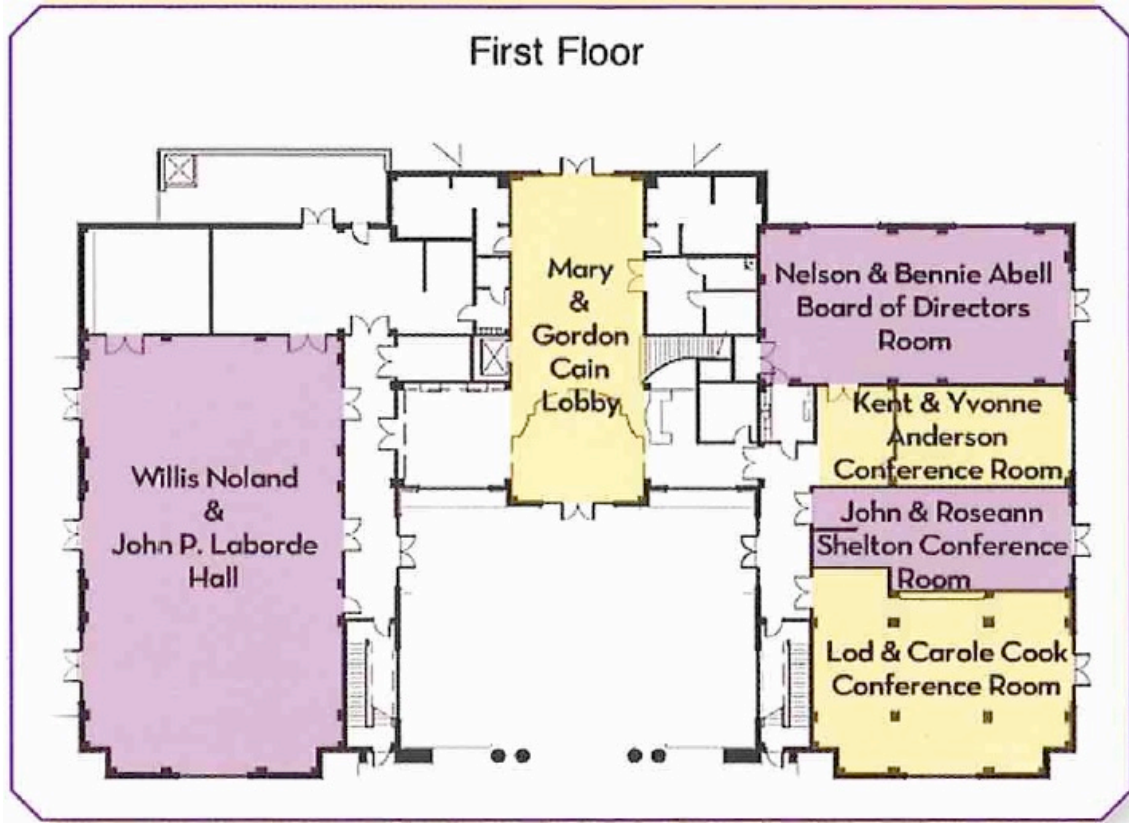 First Floor
Mary
&
Gordon
Cain
Lobby
Nelson & Bennie Abell
Board of Directors
Room
Kent & Yvonne
Anderson
Conference Room
Willis Noland
&
John P. Laborde
Hall
John & Roseann
Shelton Conference
Room
Lod & Carole Cook
Conference Room